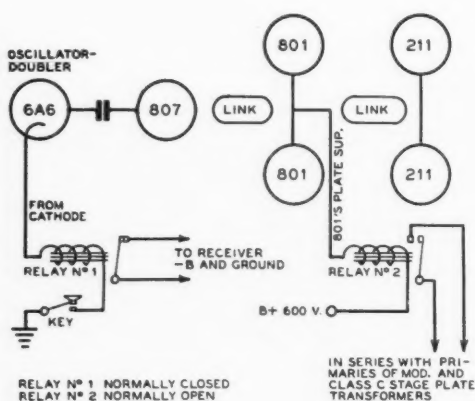 OSCILLATOR-
DOUBLER
6A6
807
LINK
801
801
LINK
211
211
801'S PLATE SUP.
FROM
CATHODE
RELAY Nº 1
KEY
TO RECEIVER
-B AND GROUND
RELAY Nº 2
B+ 600 V.
IN SERIES WITH PRI-
MARIES OF MOD. AND
CLASS C STAGE PLATE
TRANSFORMERS
RELAY Nº 1 NORMALLY CLOSED
RELAY Nº 2 NORMALLY OPEN